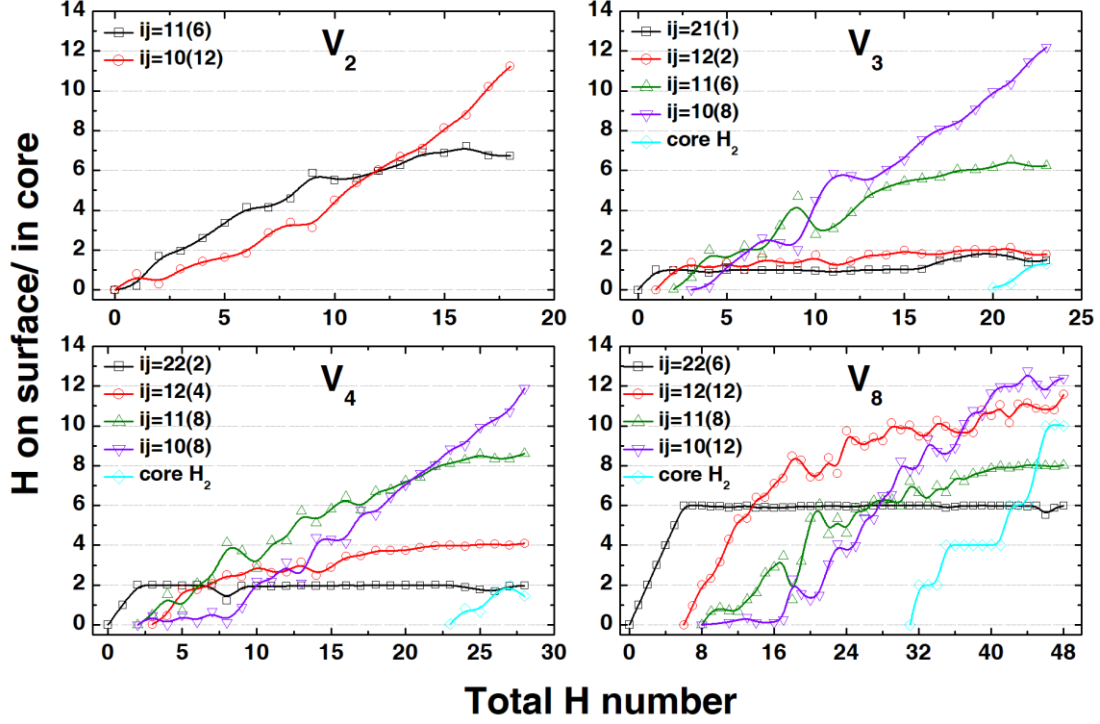 H on surface/ in core
V2
ij=11(6)
ij=10(12)
14
12
10
8
6
4
2
0
0 5 10 15 20
V3
ij=21(1)
ij=12(2)
ij=11(6)
ij=10(8)
core H2
14
12
10
8
6
4
2
0
0 5 10 15 20 25
V4
ij=22(2)
ij=12(4)
ij=11(8)
ij=10(8)
core H2
14
12
10
8
6
4
2
0
0 5 10 15 20 25 30
V8
ij=22(6)
ij=12(12)
ij=11(8)
ij=10(12)
core H2
14
12
10
8
6
4
2
0
0 8 16 24 32 40 48
Total H number